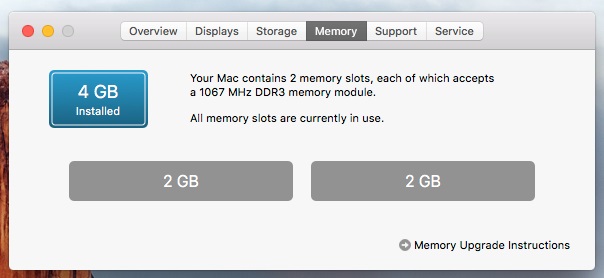 Overview Displays Storage Memory Support Service
4 GB
Installed
Your Mac contains 2 memory slots, each of which accepts
a 1067 MHz DDR3 memory module.
All memory slots are currently in use.
2 GB 2 GB
Memory Upgrade Instructions